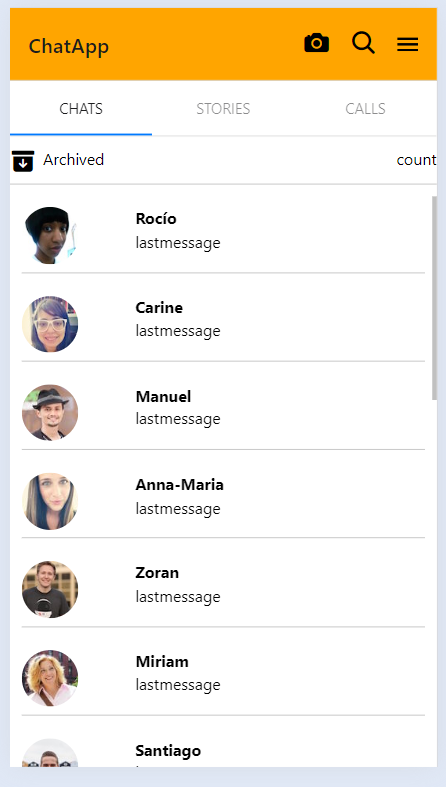 ChatApp
CHATS STORIES CALLS
Archived count
Rocío
lastmessage
Carine
lastmessage
Manuel
lastmessage
Anna-Maria
lastmessage
Zoran
lastmessage
Miriam
lastmessage
Santiago